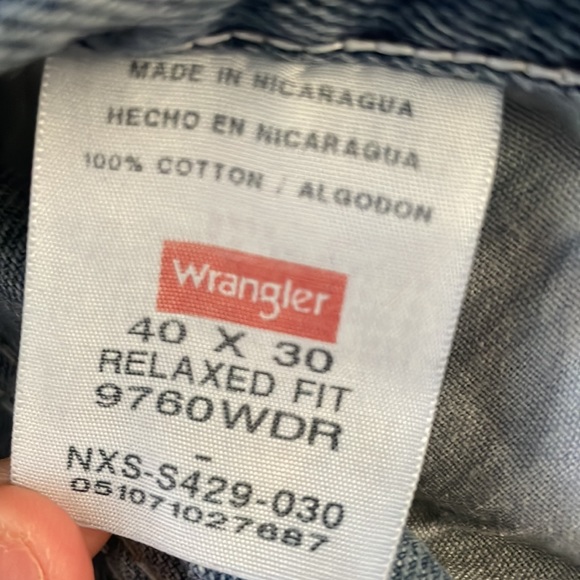 MADE IN NICARAGUA
HECHO EN NICARAGUA
100% COTTON / ALGODON
Wrangler
40 X 30
RELAXED FIT
9760WDR
-
NXS-S429-030
051071027687